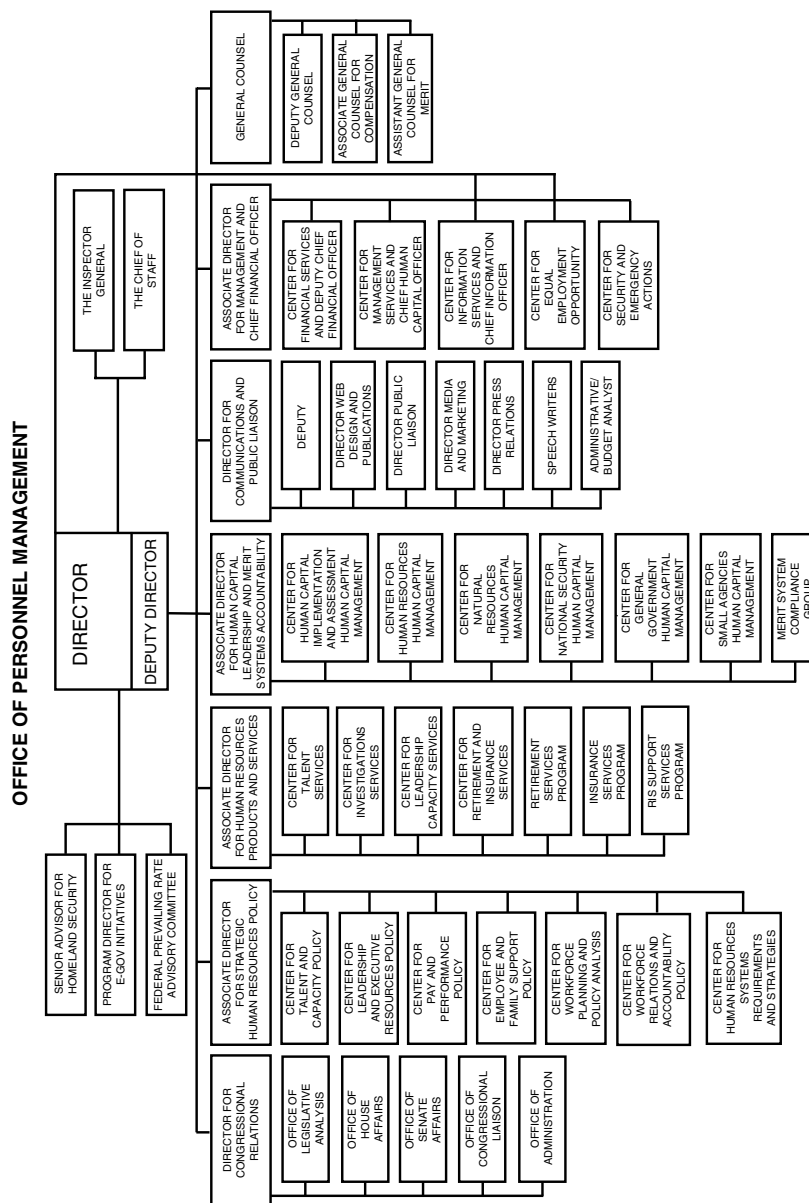 OFFICE OF PERSONNEL MANAGEMENT
DIRECTOR
DEPUTY DIRECTOR
SENIOR ADVISOR FOR
HOMELAND SECURITY
PROGRAM DIRECTOR FOR
E-GOV INITIATIVES
FEDERAL PREVAILING RATE
ADVISORY COMMITTEE
THE INSPECTOR
GENERAL
THE CHIEF OF
STAFF
DIRECTOR FOR
CONGRESSIONAL
RELATIONS
OFFICE OF
LEGISLATIVE
ANALYSIS
OFFICE OF
HOUSE
AFFAIRS
OFFICE OF
SENATE
AFFAIRS
OFFICE OF
CONGRESSIONAL
LIAISON
OFFICE OF
ADMINISTRATION
ASSOCIATE DIRECTOR
FOR STRATEGIC
HUMAN RESOURCES POLICY
CENTER FOR
TALENT AND
CAPACITY POLICY
CENTER FOR
LEADERSHIP
AND EXECUTIVE
RESOURCES POLICY
CENTER FOR
PAY AND
PERFORMANCE
POLICY
CENTER FOR
EMPLOYEE AND
FAMILY SUPPORT
POLICY
CENTER FOR
WORKFORCE
PLANNING AND
POLICY ANALYSIS
CENTER FOR
WORKFORCE
RELATIONS AND
ACCOUNTABILITY
POLICY
CENTER FOR
HUMAN RESOURCES
SYSTEMS
REQUIREMENTS
AND STRATEGIES
ASSOCIATE DIRECTOR
FOR HUMAN RESOURCES
PRODUCTS AND SERVICES
CENTER FOR
TALENT
SERVICES
CENTER FOR
INVESTIGATIONS
SERVICES
CENTER FOR
LEADERSHIP
CAPACITY SERVICES
CENTER FOR
RETIREMENT AND
INSURANCE
SERVICES
RETIREMENT
SERVICES
PROGRAM
INSURANCE
SERVICES
PROGRAM
RIS SUPPORT
SERVICES
PROGRAM
ASSOCIATE DIRECTOR
FOR HUMAN CAPITAL
LEADERSHIP AND MERIT
SYSTEMS ACCOUNTABILITY
CENTER FOR
HUMAN CAPITAL
IMPLEMENTATION
AND ASSESSMENT
HUMAN CAPITAL
MANAGEMENT
CENTER FOR
HUMAN RESOURCES
HUMAN CAPITAL
MANAGEMENT
CENTER FOR
NATURAL
RESOURCES
HUMAN CAPITAL
MANAGEMENT
CENTER FOR
NATIONAL SECURITY
HUMAN CAPITAL
MANAGEMENT
CENTER FOR
GENERAL
GOVERNMENT
HUMAN CAPITAL
MANAGEMENT
CENTER FOR
SMALL AGENCIES
HUMAN CAPITAL
MANAGEMENT
MERIT SYSTEM
COMPLIANCE
GROUP
DIRECTOR FOR
COMMUNICATIONS AND
PUBLIC LIAISON
DEPUTY
DIRECTOR WEB
DESIGN AND
PUBLICATIONS
DIRECTOR PUBLIC
LIAISON
DIRECTOR MEDIA
AND MARKETING
DIRECTOR PRESS
RELATIONS
SPEECH WRITERS
ADMINISTRATIVE/
BUDGET ANALYST
ASSOCIATE DIRECTOR
FOR MANAGEMENT AND
CHIEF FINANCIAL OFFICER
CENTER FOR
FINANCIAL SERVICES
AND DEPUTY CHIEF
FINANCIAL OFFICER
CENTER FOR
MANAGEMENT
SERVICES AND
CHIEF HUMAN
CAPITAL OFFICER
CENTER FOR
INFORMATION
SERVICES AND
CHIEF INFORMATION
OFFICER
CENTER FOR
EQUAL
EMPLOYMENT
OPPORTUNITY
CENTER FOR
SECURITY AND
EMERGENCY
ACTIONS
GENERAL COUNSEL
DEPUTY GENERAL
COUNSEL
ASSOCIATE GENERAL
COUNSEL FOR
COMPENSATION
ASSISTANT GENERAL
COUNSEL FOR
MERIT